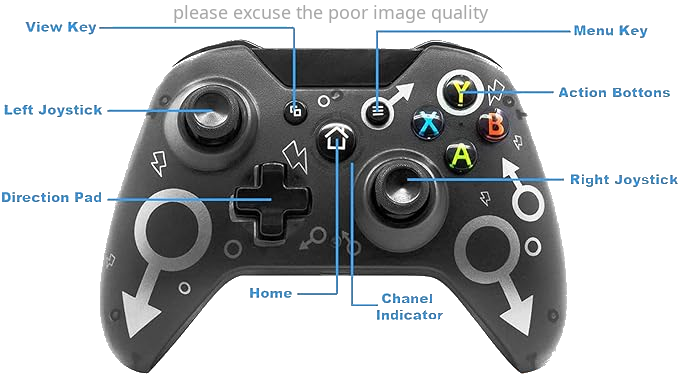 please excuse the poor image quality
View Key
Menu Key
Left Joystick
Action Bottons
Y
X
B
A
Direction Pad
Right Joystick
Home
Chanel
Indicator